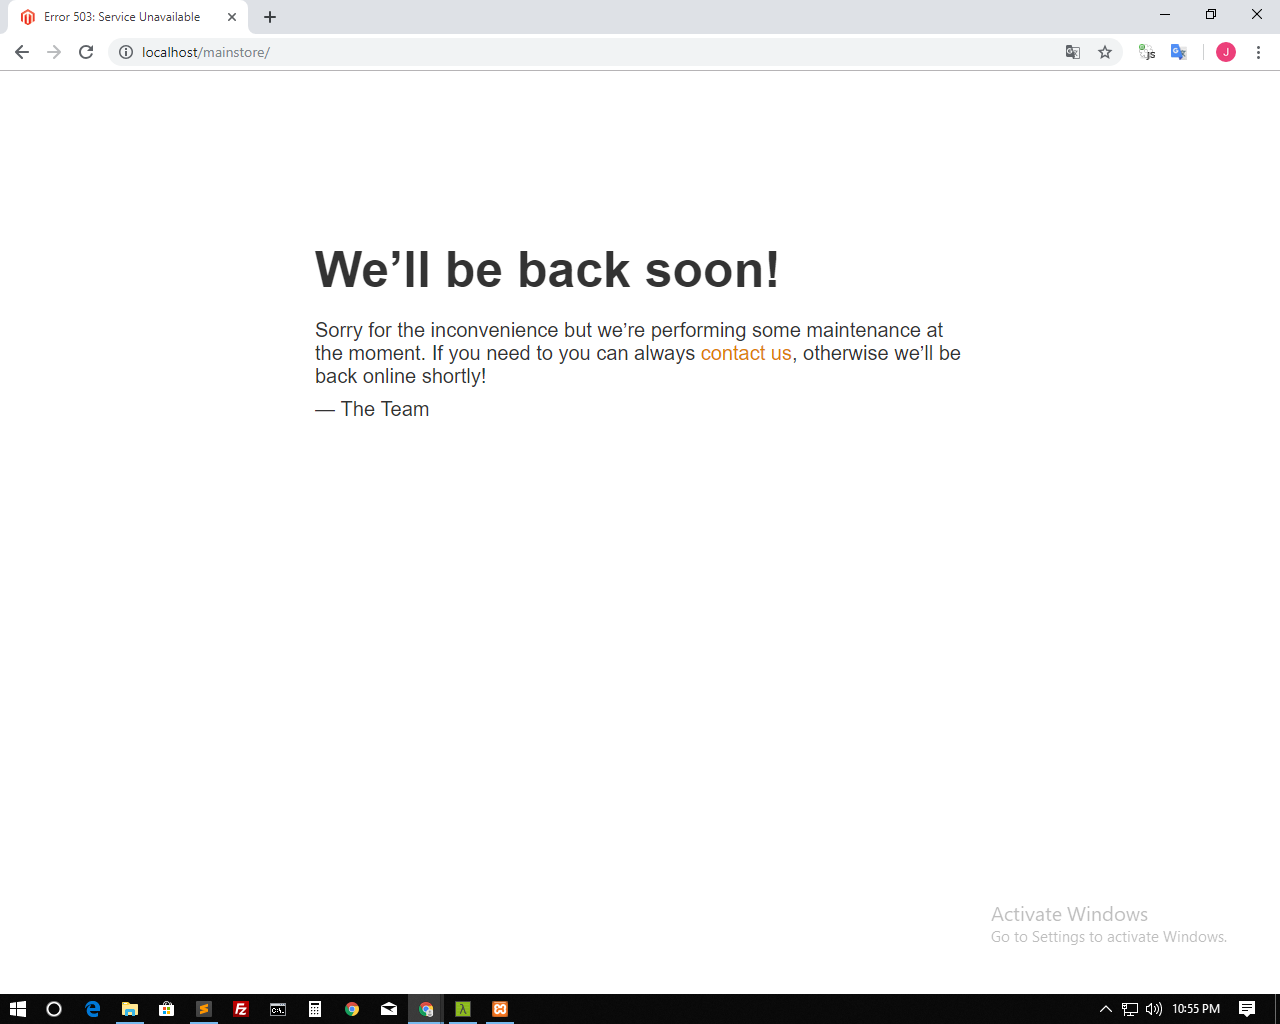 Error 503: Service Unavailable
localhost/mainstore/
JS
J
We’ll be back soon!
Sorry for the inconvenience but we’re performing some maintenance at
the moment. If you need to you can always contact us, otherwise we’ll be
back online shortly!
— The Team
Activate Windows
Go to Settings to activate Windows.
10:55 PM